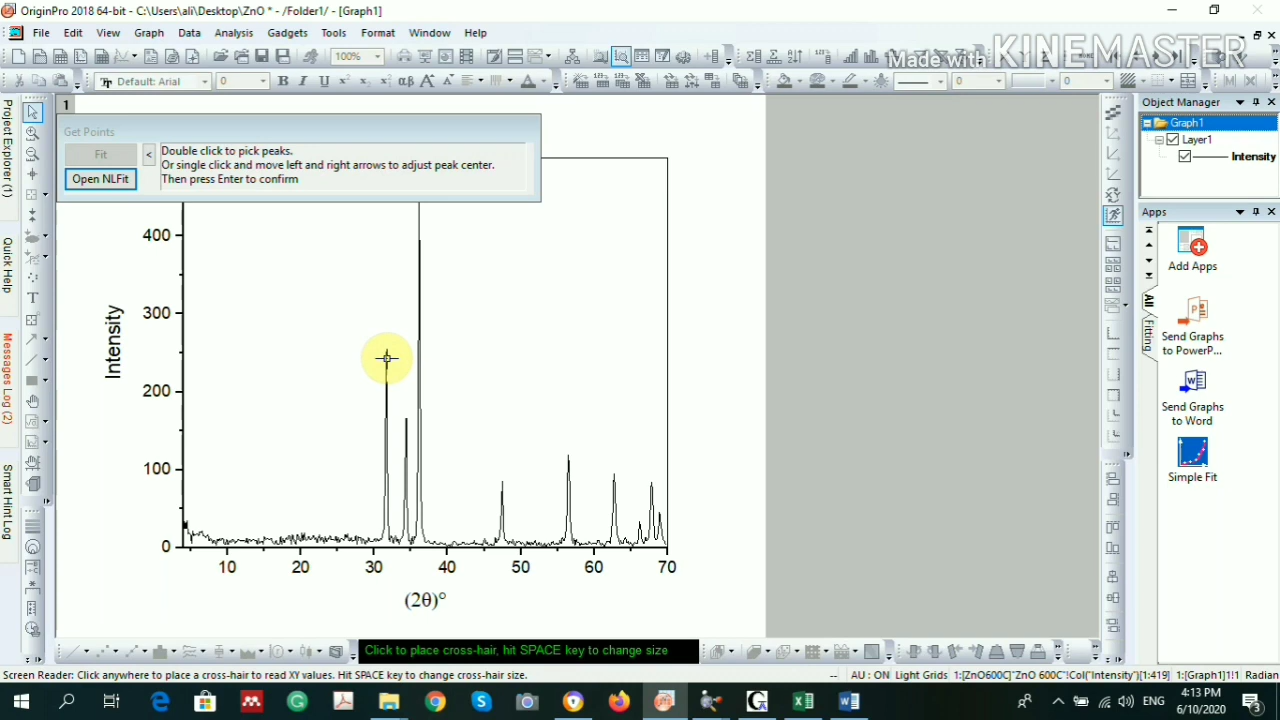 OriginPro 2018 64-bit - C:\Users\ali\Desktop\ZnO * - /Folder1/ - [Graph1]
File Edit View Graph Data Analysis Gadgets Tools Format Window Help
100%
Made with KINEMASTER
Default: Arial 0 B I U αβ A A A 0 0
Project Explorer (1)
Quick Help
Messages Log (2)
Smart Hint Log
1
Get Points
Fit
<
Open NLFit
Double click to pick peaks.
Or single click and move left and right arrows to adjust peak center.
Then press Enter to confirm
400
300
200
100
0
Intensity
10 20 30 40 50 60 70
(2θ)°
Object Manager
Graph1
Layer1
Intensity
Apps
All
Fitting
Add Apps
Send Graphs
to PowerP...
Send Graphs
to Word
Simple Fit
Click to place cross-hair, hit SPACE key to change size
Screen Reader: Click anywhere to place a cross-hair to read XY values. Hit SPACE key to change cross-hair size.
-- AU : ON Light Grids 1:[ZnO600C]"ZnO 600C"!Col("Intensity")[1:419] 1:[Graph1]1!1 Radian
ENG
4:13 PM
6/10/2020
3